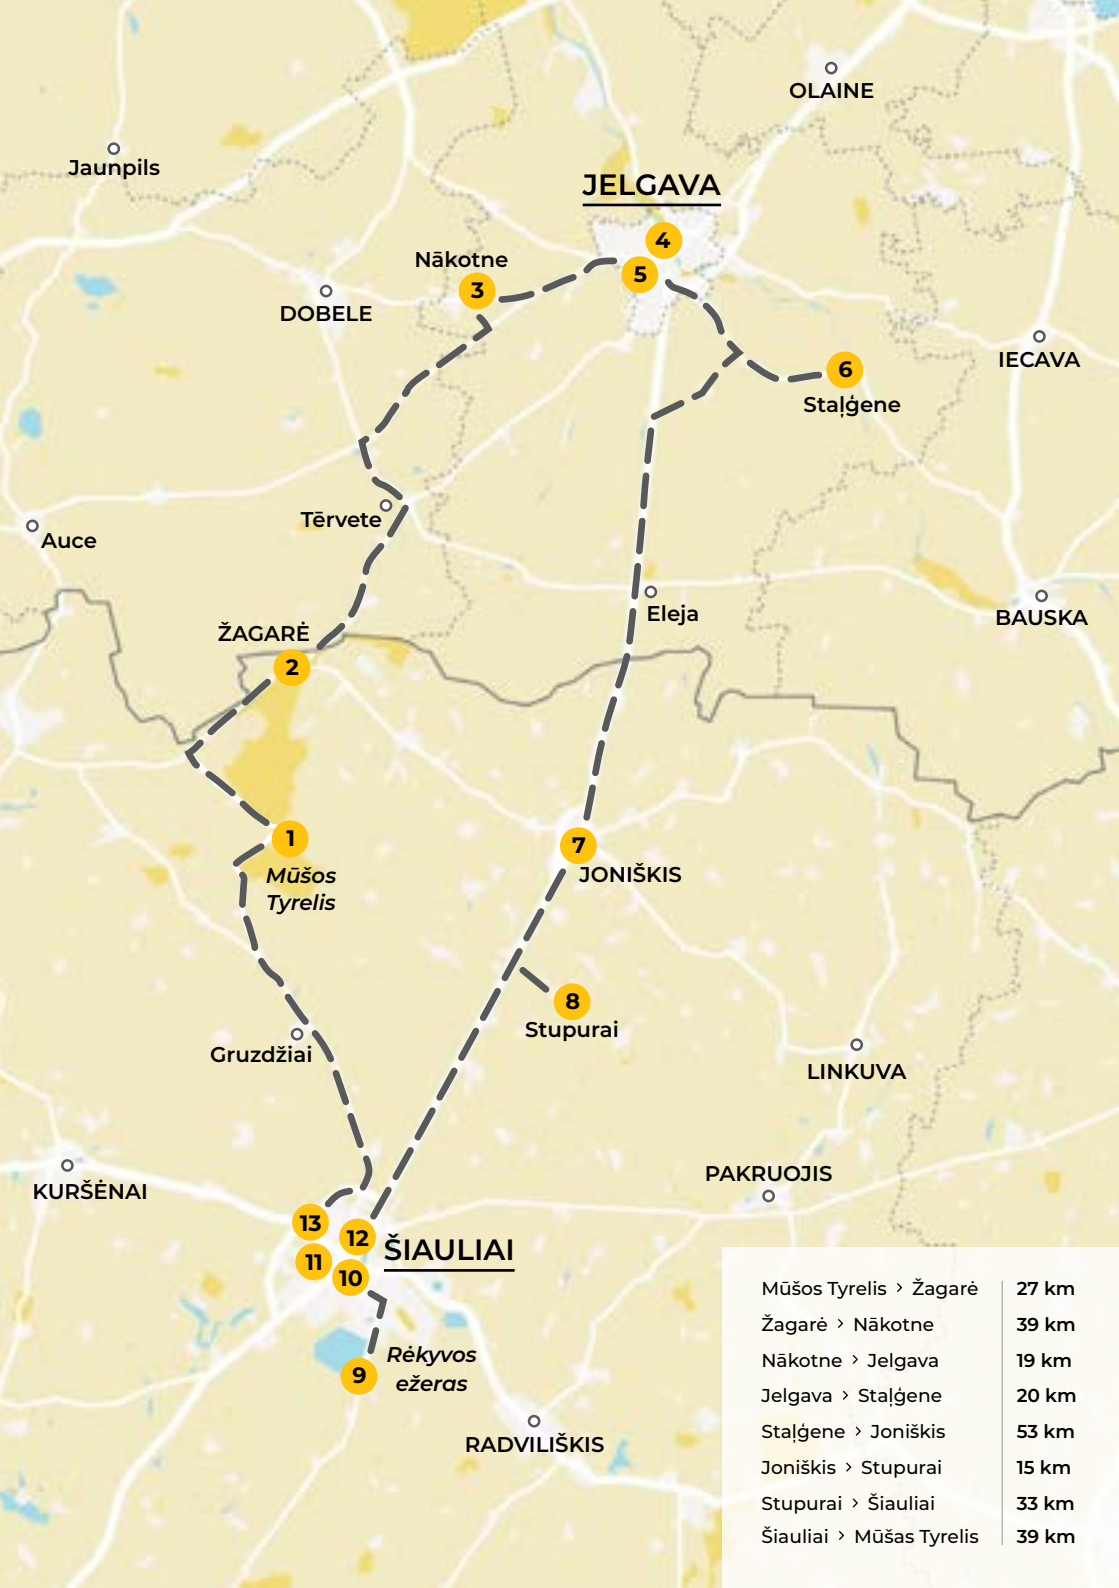 OLAINE
Jaunpils
JELGAVA
4
Nākotne
5
3
DOBELE
IECAVA
6
Staļģene
Tērvete
Auce
Eleja
BAUSKA
ŽAGARĖ
2
1
Mūšos
Tyrelis
7
JONIŠKIS
8
Stupurai
Gruzdžiai
LINKUVA
KURŠĖNAI
PAKRUOJIS
13
12
ŠIAULIAI
11
10
Rėkyvos
ežeras
9
RADVILIŠKIS
Mūšos Tyrelis › Žagarė 27 km
Žagarė › Nākotne 39 km
Nākotne › Jelgava 19 km
Jelgava › Staļģene 20 km
Staļģene › Joniškis 53 km
Joniškis › Stupurai 15 km
Stupurai › Šiauliai 33 km
Šiauliai › Mūšas Tyrelis 39 km